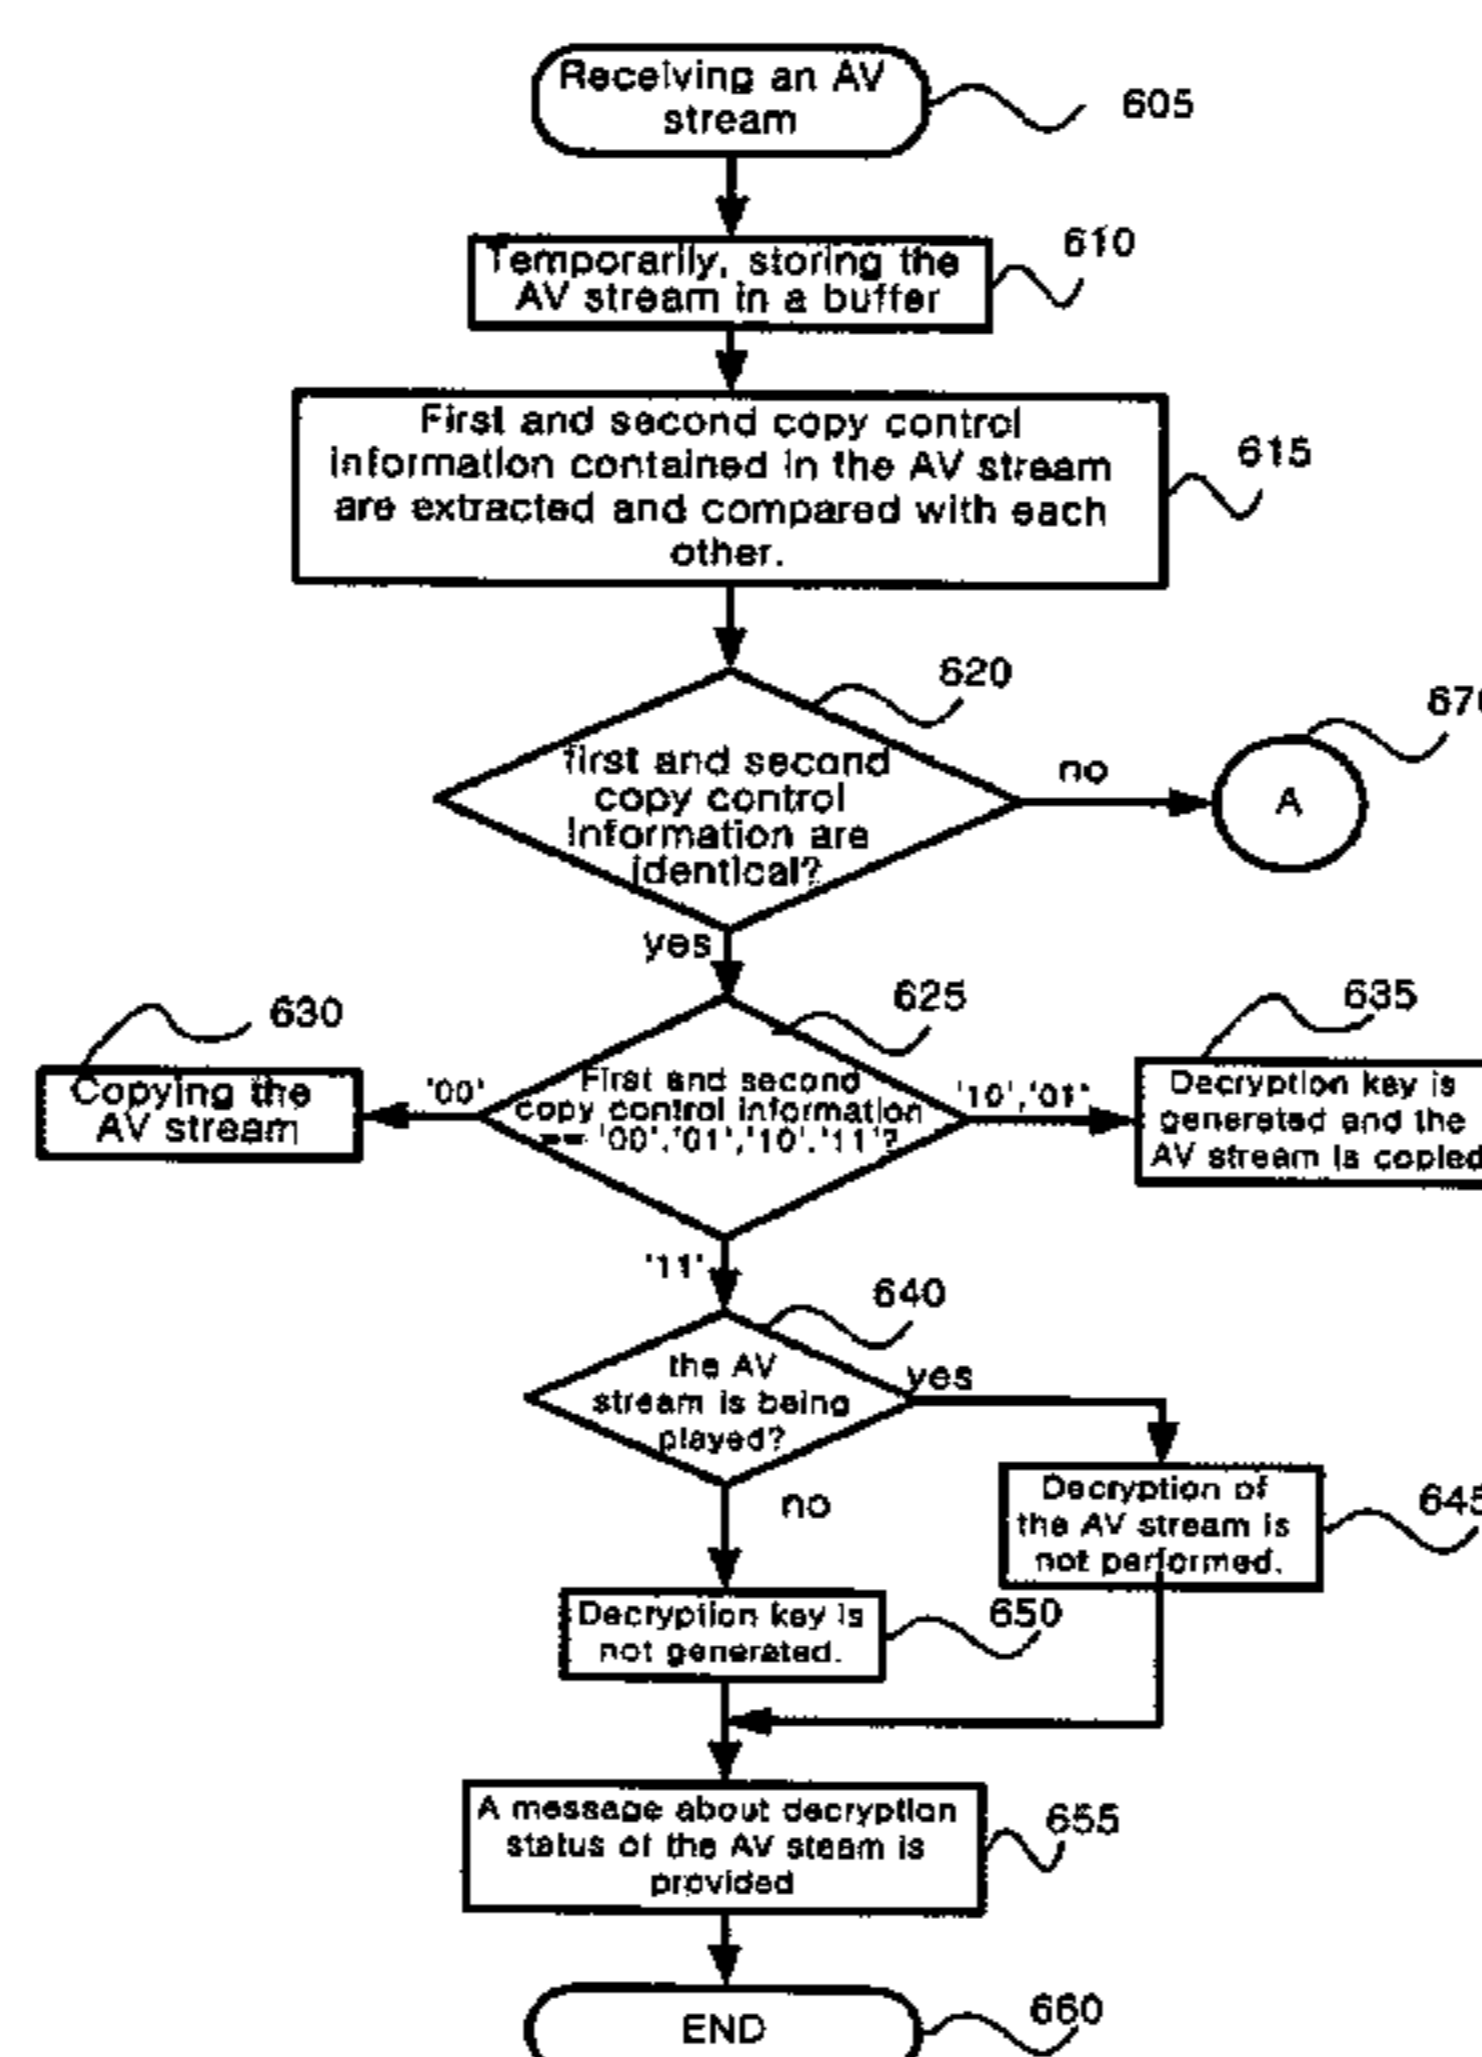 Receiving an AV
stream
605
Temporarily, storing the
AV stream in a buffer
610
First and second copy control
information contained in the AV stream
are extracted and compared with each
other.
615
620
first and second
copy control
information are
identical?
no
A
yes
625
630
635
Copying the
AV stream
'00'
First and second
copy control information
== '00','01','10','11'?
'10','01'
Decryption key is
generated and the
AV stream is copied
'11'
640
the AV
stream is being
played?
yes
no
Decryption of
the AV stream is
not performed.
645
Decryption key is
not generated.
650
A message about decryption
status of the AV steam is
provided
655
END
660